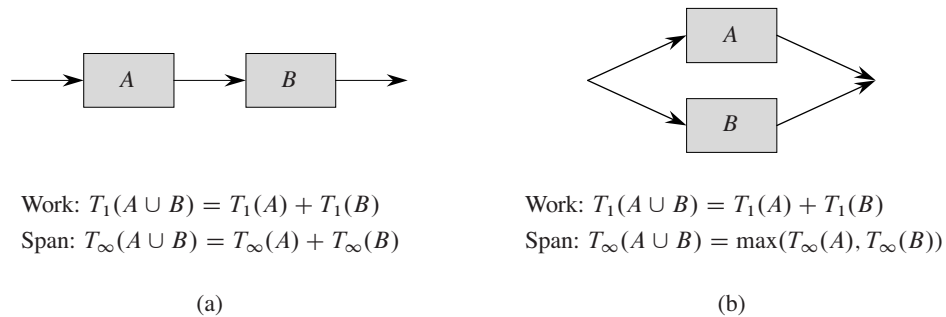 A
B
Work: T₁(A ∪ B) = T₁(A) + T₁(B)
Span: T∞(A ∪ B) = T∞(A) + T∞(B)
(a)
A
B
Work: T₁(A ∪ B) = T₁(A) + T₁(B)
Span: T∞(A ∪ B) = max(T∞(A), T∞(B))
(b)